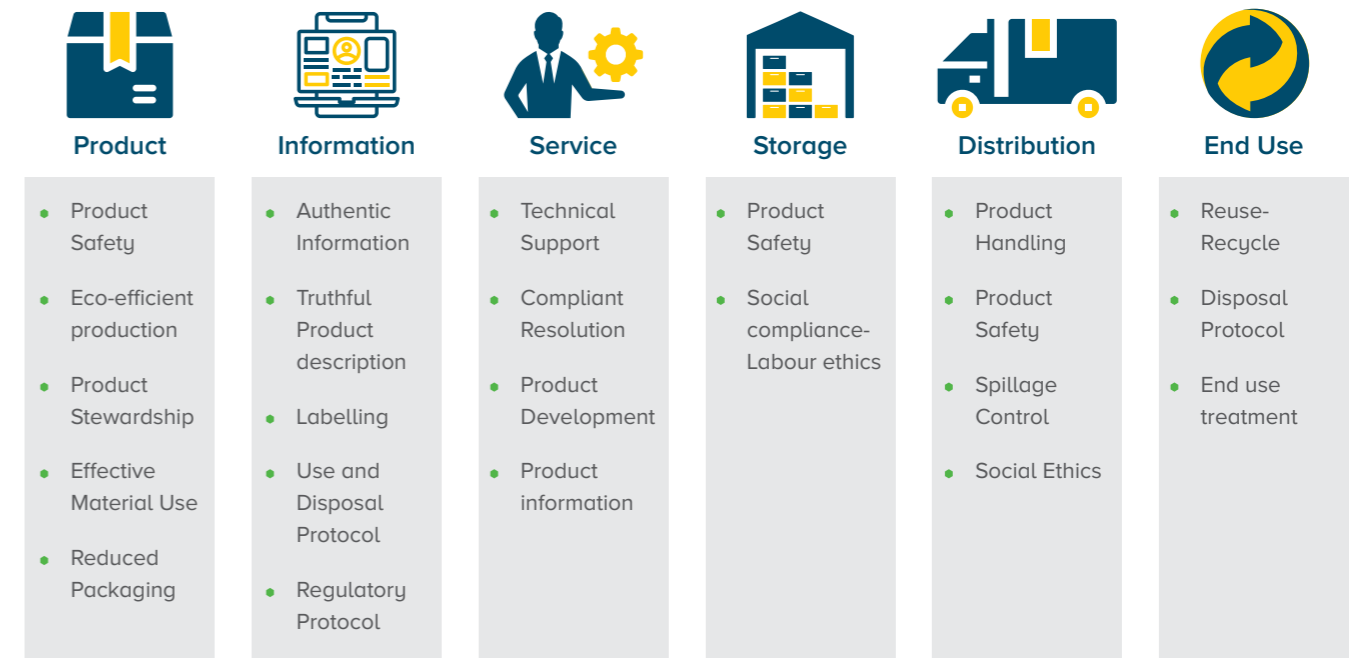 Product
Product
Safety
Eco-efficient
production
Product
Stewardship
Effective
Material Use
Reduced
Packaging
Information
Authentic
Information
Truthful
Product
description
Labelling
Use and
Disposal
Protocol
Regulatory
Protocol
Service
Technical
Support
Compliant
Resolution
Product
Development
Product
information
Storage
Product
Safety
Social
compliance-
Labour ethics
Distribution
Product
Handling
Product
Safety
Spillage
Control
Social Ethics
End Use
Reuse-
Recycle
Disposal
Protocol
End use
treatment